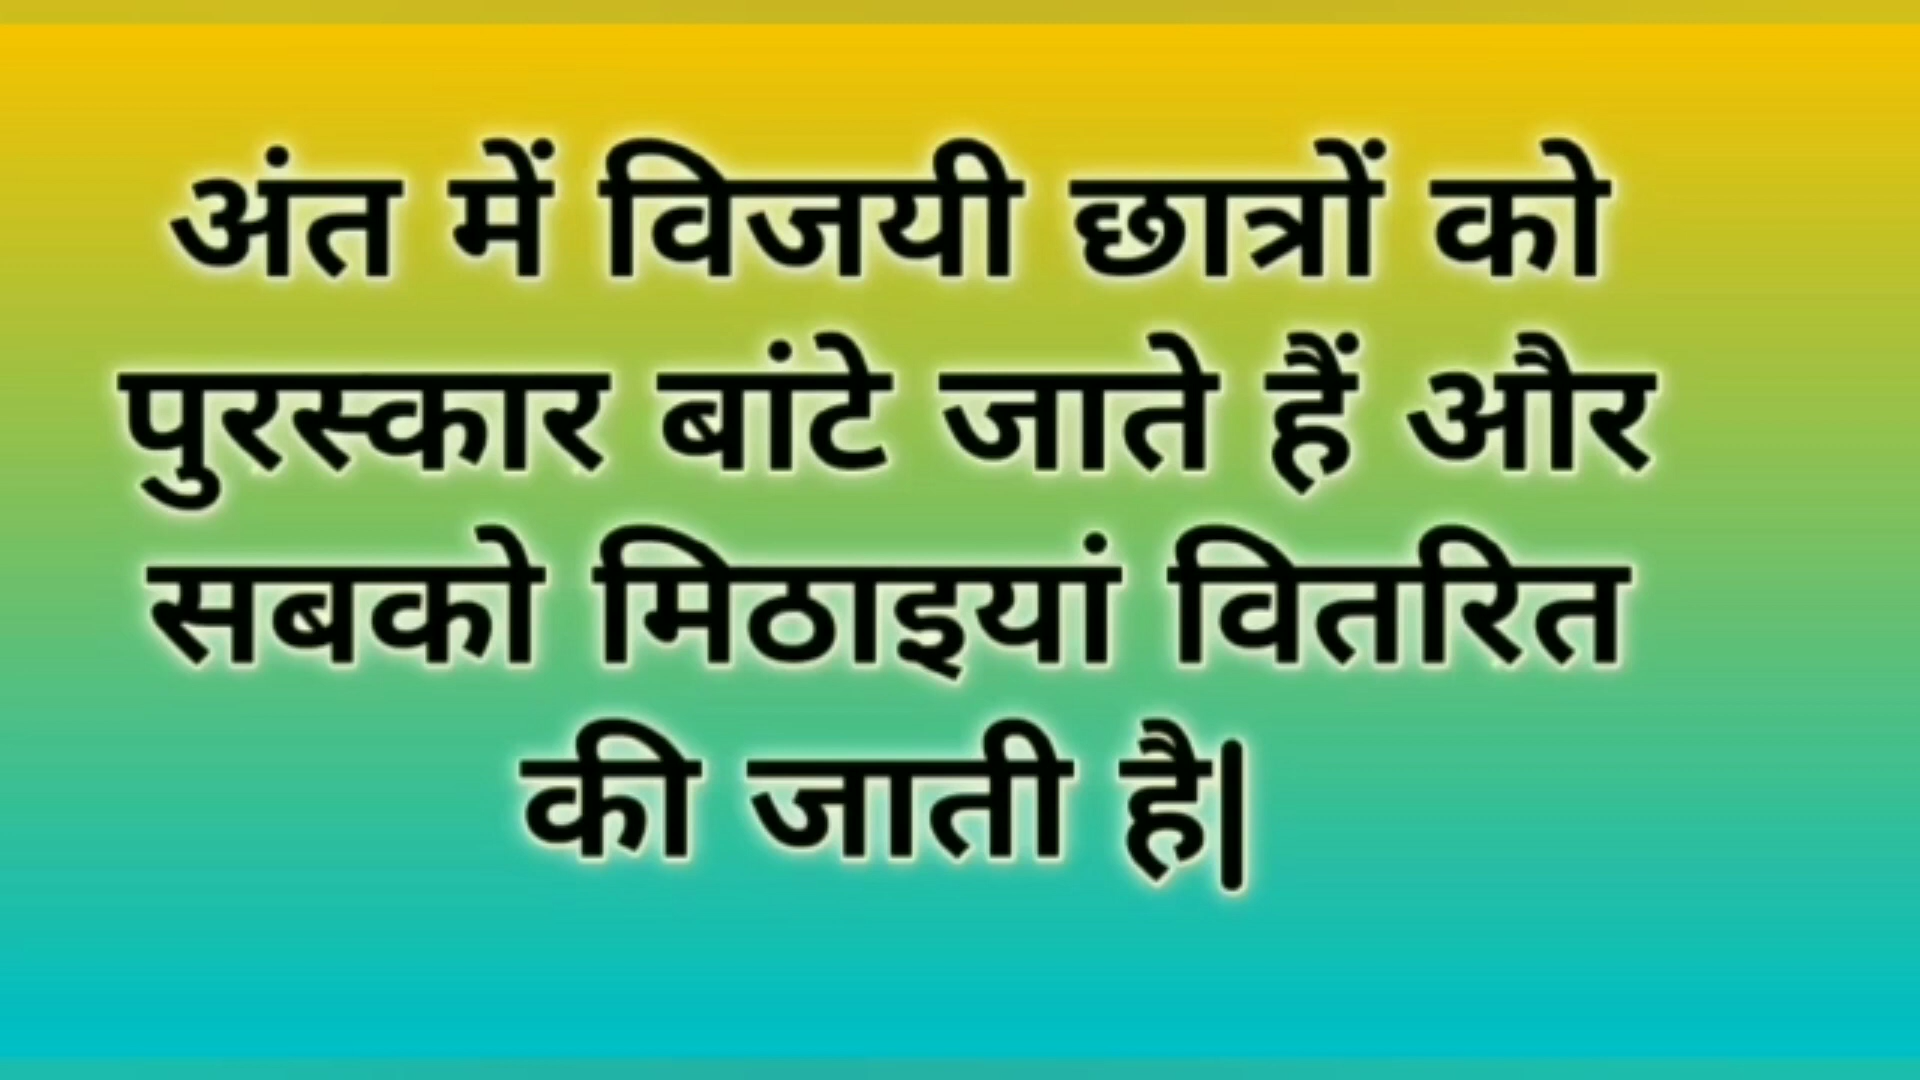 अंत में विजयी छात्रों को
पुरस्कार बांटे जाते हैं और
सबको मिठाइयां वितरित
की जाती है|